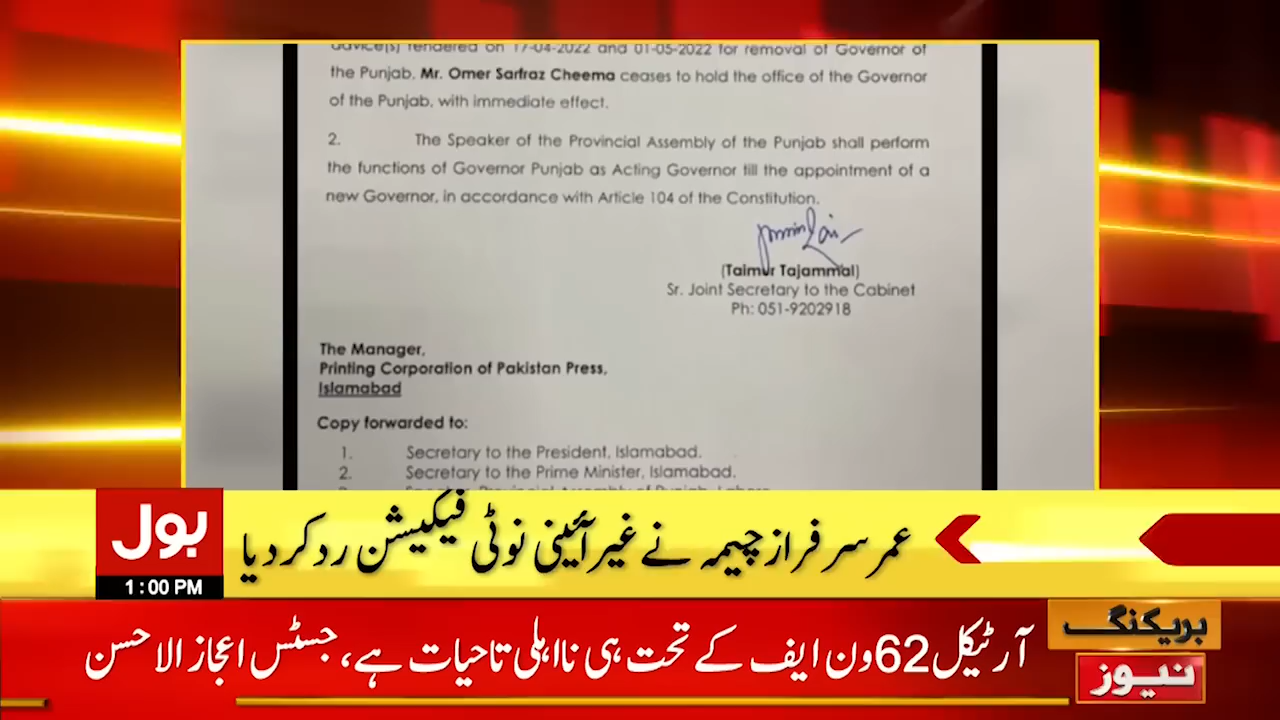 advice(s) rendered on 17-04-2022 and 01-05-2022 for removal of Governor of
the Punjab, Mr. Omer Sarfraz Cheema ceases to hold the office of the Governor
of the Punjab, with immediate effect.
2. The Speaker of the Provincial Assembly of the Punjab shall perform
the functions of Governor Punjab as Acting Governor till the appointment of a
new Governor, in accordance with Article 104 of the Constitution.
(Taimur Tajammal)
Sr. Joint Secretary to the Cabinet
Ph: 051-9202918
The Manager,
Printing Corporation of Pakistan Press,
Islamabad
Copy forwarded to:
1. Secretary to the President, Islamabad.
2. Secretary to the Prime Minister, Islamabad.
عمر سرفراز چیمہ نے غیر آئینی نوٹی فیکیشن رد کر دیا
بول
1:00 PM
بریکنگ
نیوز
آرٹیکل 62 ون ایف کے تحت ہی نااہلی تاحیات ہے، جسٹس اعجاز الاحسن